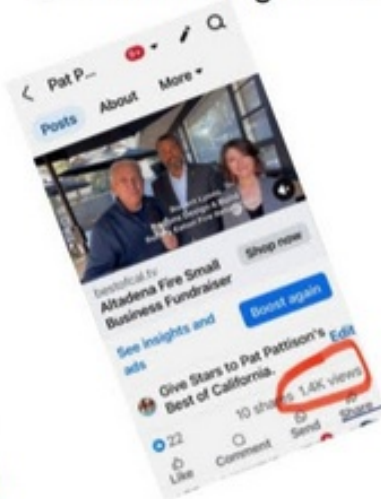 Pat P...
9+
Posts
About
More
bestofcal.tv
Altadena Fire Small
Business Fundraiser
Shop now
See insights and
ads
Boost again
Give Stars to Pat Pattison's
Best of California.
Edit
22
10 shares
1.4K views
Like
Comment
Send
Share